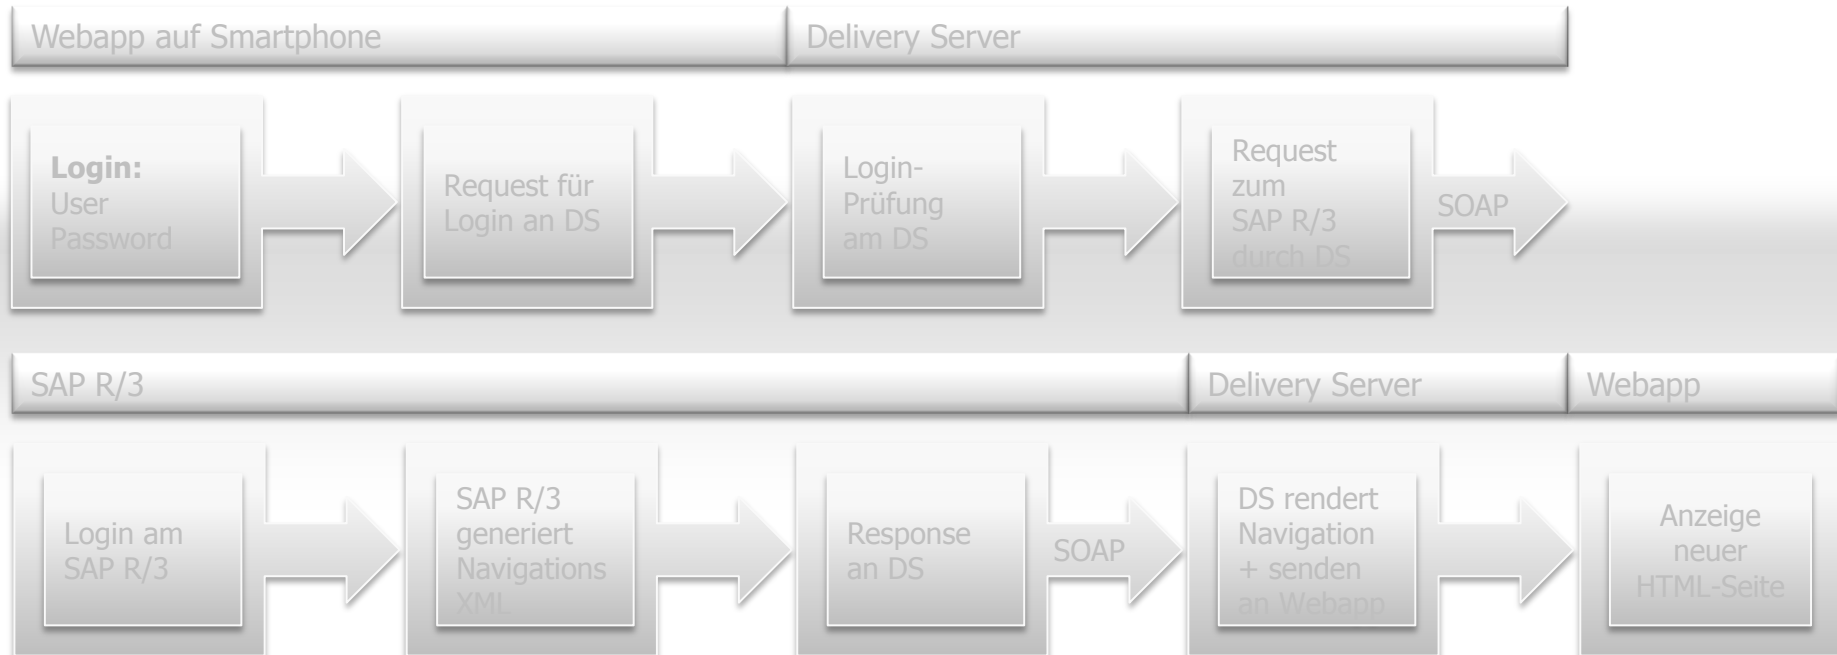 Webapp auf Smartphone
Delivery Server
Login:
User
Password
Request für
Login an DS
Login-
Prüfung
am DS
Request
zum
SAP R/3
durch DS
SOAP
SAP R/3
Delivery Server
Webapp
Login am
SAP R/3
SAP R/3
generiert
Navigations
XML
Response
an DS
SOAP
DS rendert
Navigation
+ senden
an Webapp
Anzeige
neuer
HTML-Seite